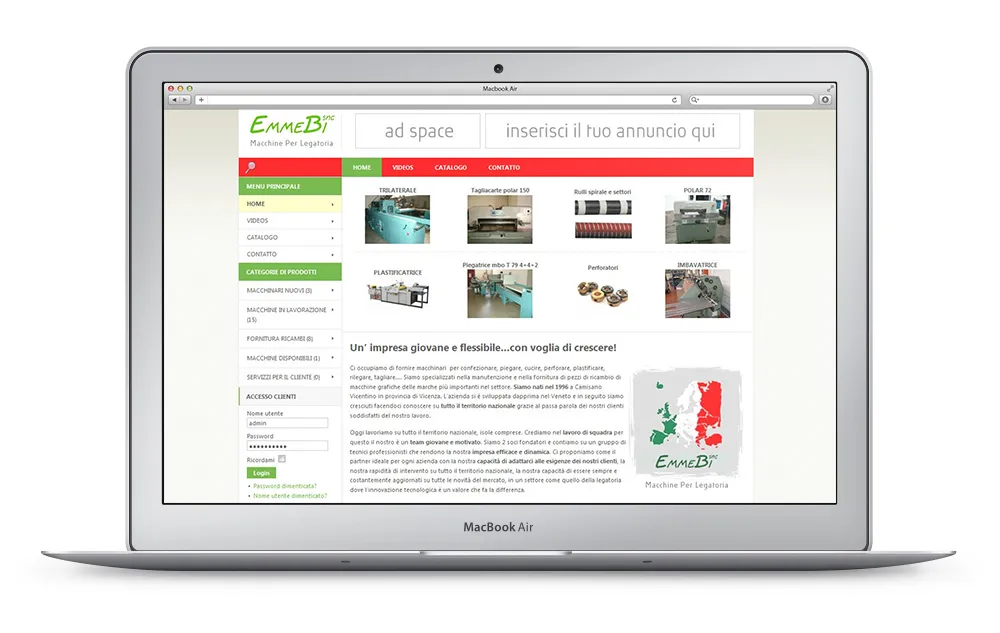 Macbook Air
EMMEBI snc
Macchine Per Legatoria
ad space
inserisci il tuo annuncio qui
HOME
VIDEOS
CATALOGO
CONTATTO
MENU PRINCIPALE
HOME
VIDEOS
CATALOGO
CONTATTO
CATEGORIE DI PRODOTTI
MACCHINARI NUOVI (3)
MACCHINE IN LAVORAZIONE
(15)
FORNITURA RICAMBI (8)
MACCHINE DISPONIBILI (1)
SERVIZI PER IL CLIENTE (0)
ACCESSO CLIENTI
Nome utente
admin
Password
••••••••••
Ricordami
Login
Password dimenticata?
Nome utente dimenticato?
TRILATERALE
Tagliacarte polar 150
Rulli spirale e settori
POLAR 72
PLASTIFICATRICE
Piegatrice mbo T 79 4+4+2
Perforatori
IMBAVATRICE
Un' impresa giovane e flessibile...con voglia di crescere!
Ci occupiamo di fornire macchinari per confezionare, piegare, cucire, perforare, plastificare,
rilegare, tagliare.... Siamo specializzati nella manutenzione e nella fornitura di pezzi di ricambio di
macchine grafiche delle marche più importanti nel settore. Siamo nati nel 1996 a Camisano
Vicentino in provincia di Vicenza. L'azienda si è sviluppata dapprima nel Veneto e in seguito siamo
cresciuti facendoci conoscere su tutto il territorio nazionale grazie al passa parola dei nostri clienti
soddisfatti del nostro lavoro.
Oggi lavoriamo su tutto il territorio nazionale, isole comprese. Crediamo nel lavoro di squadra per
questo il nostro è un team giovane e motivato. Siamo 2 soci fondatori e contiamo su un gruppo di
tecnici professionisti che rendono la nostra impresa efficace e dinamica. Ci proponiamo come il
partner ideale per ogni azienda con la nostra capacità di adattarci alle esigenze dei nostri clienti, la
nostra rapidità di intervento su tutto il territorio nazionale, la nostra capacità di essere sempre e
costantemente aggiornati su tutte le novità del mercato, in un settore come quello della legatoria
dove l'innovazione tecnologica è un valore che fa la differenza.
EMMEBI snc
Macchine Per Legatoria
MacBook Air